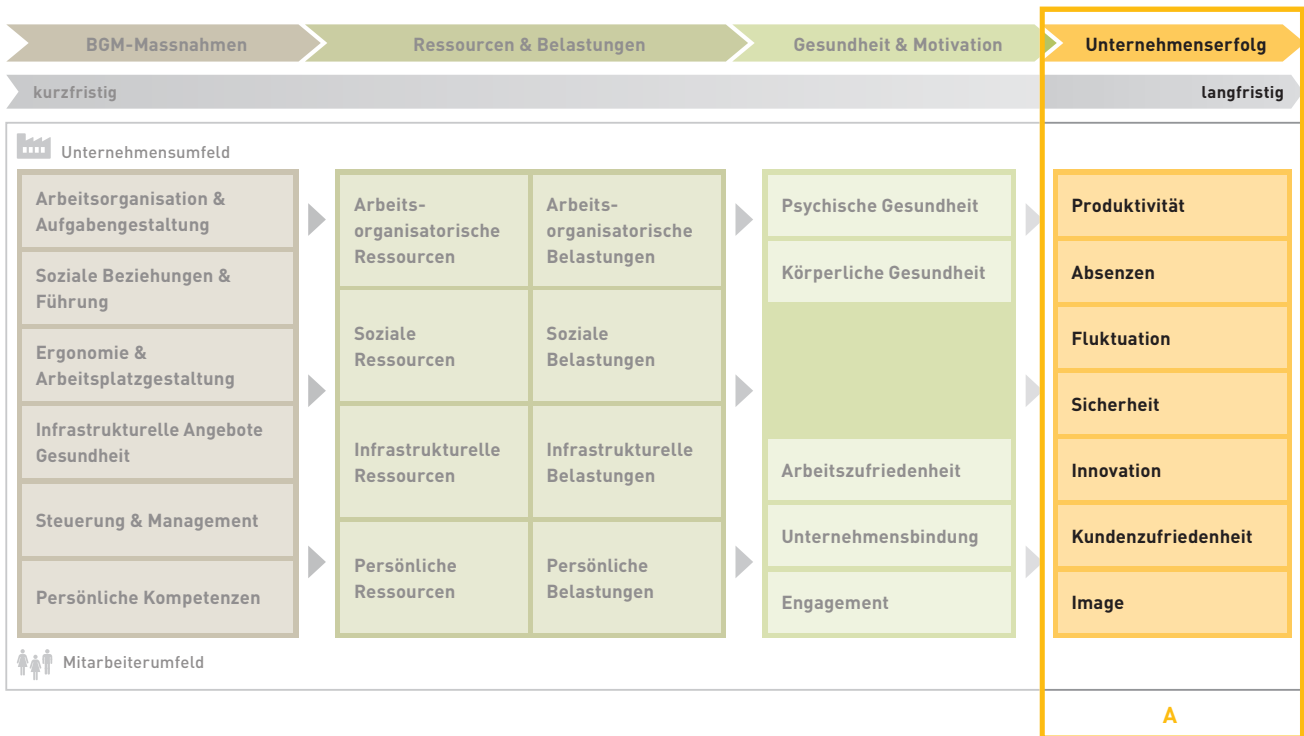 BGM-Massnahmen
Ressourcen & Belastungen
Gesundheit & Motivation
Unternehmenserfolg
kurzfristig
langfristig
Unternehmensumfeld
Arbeitsorganisation &
Aufgabengestaltung
Soziale Beziehungen &
Führung
Ergonomie &
Arbeitsplatzgestaltung
Infrastrukturelle Angebote
Gesundheit
Steuerung & Management
Persönliche Kompetenzen
Arbeits-
organisatorische
Ressourcen
Soziale
Ressourcen
Infrastrukturelle
Ressourcen
Persönliche
Ressourcen
Arbeits-
organisatorische
Belastungen
Soziale
Belastungen
Infrastrukturelle
Belastungen
Persönliche
Belastungen
Psychische Gesundheit
Körperliche Gesundheit
Arbeitszufriedenheit
Unternehmensbindung
Engagement
Produktivität
Absenzen
Fluktuation
Sicherheit
Innovation
Kundenzufriedenheit
Image
Mitarbeiterumfeld
A